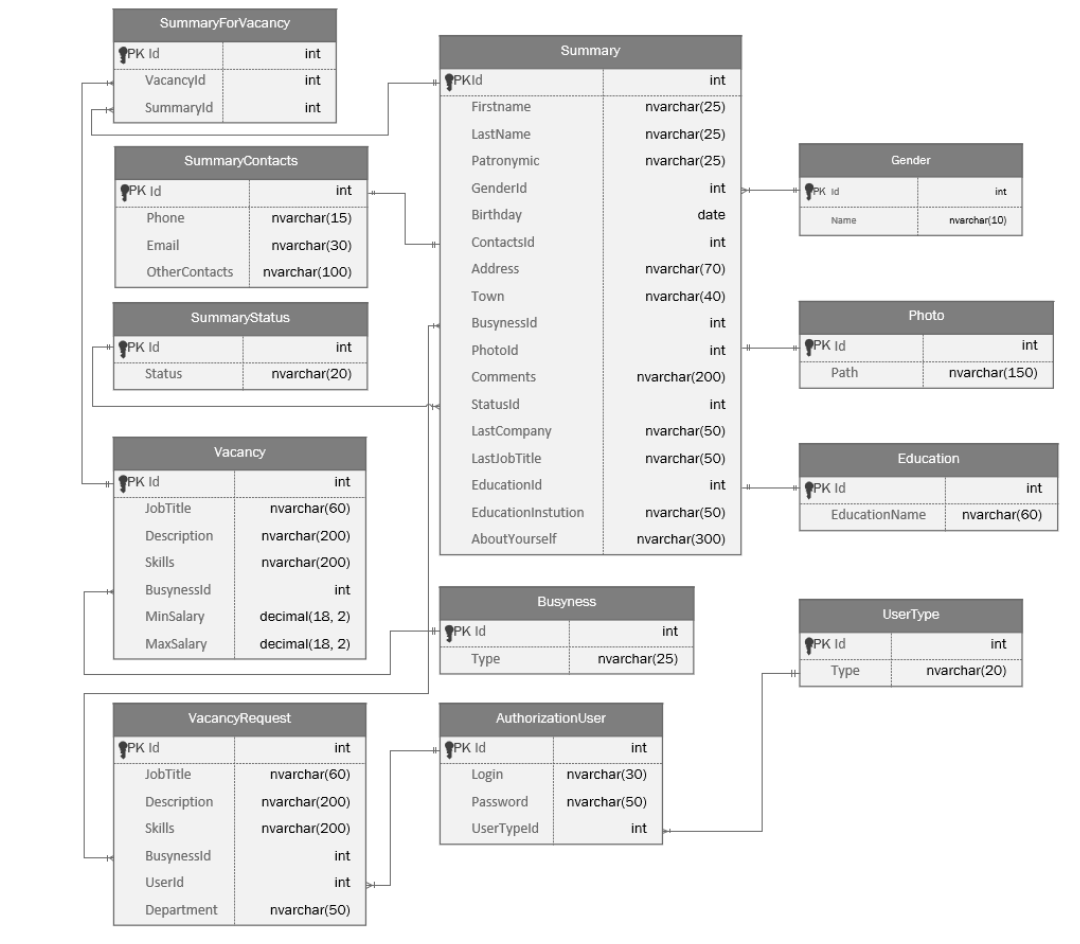 SummaryForVacancy
PK Id int
VacancyId int
SummaryId int
SummaryContacts
PK Id int
Phone nvarchar(15)
Email nvarchar(30)
OtherContacts nvarchar(100)
SummaryStatus
PK Id int
Status nvarchar(20)
Vacancy
PK Id int
JobTitle nvarchar(60)
Description nvarchar(200)
Skills nvarchar(200)
BusynessId int
MinSalary decimal(18, 2)
MaxSalary decimal(18, 2)
VacancyRequest
PK Id int
JobTitle nvarchar(60)
Description nvarchar(200)
Skills nvarchar(200)
BusynessId int
UserId int
Department nvarchar(50)
Summary
PKId int
Firstname nvarchar(25)
LastName nvarchar(25)
Patronymic nvarchar(25)
GenderId int
Birthday date
ContactsId int
Address nvarchar(70)
Town nvarchar(40)
BusynessId int
PhotoId int
Comments nvarchar(200)
StatusId int
LastCompany nvarchar(50)
LastJobTitle nvarchar(50)
EducationId int
EducationInstution nvarchar(50)
AboutYourself nvarchar(300)
Busyness
PK Id int
Type nvarchar(25)
AuthorizationUser
PK Id int
Login nvarchar(30)
Password nvarchar(50)
UserTypeId int
Gender
PK Id int
Name nvarchar(10)
Photo
PK Id int
Path nvarchar(150)
Education
PK Id int
EducationName nvarchar(60)
UserType
PK Id int
Type nvarchar(20)